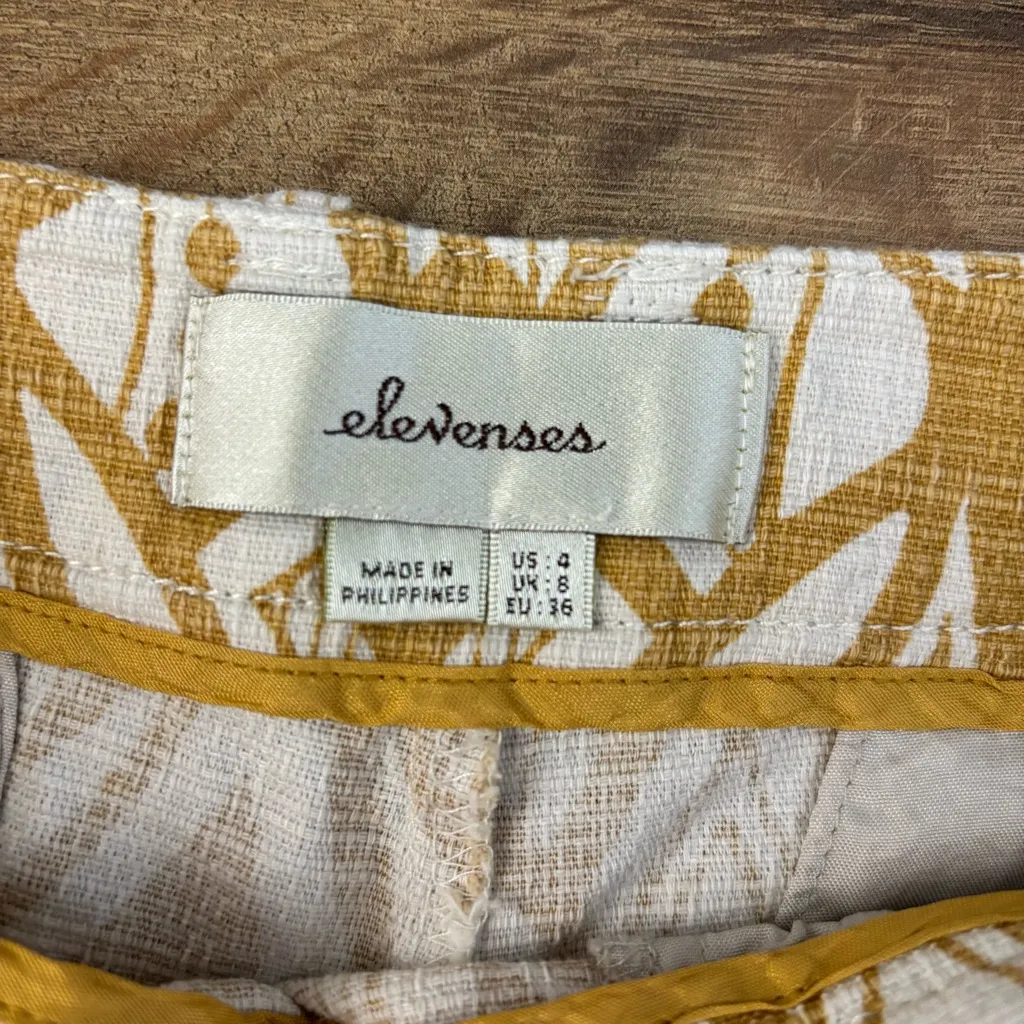 elevenses
MADE IN
PHILIPPINES
US : 4
UK : 8
EU : 36